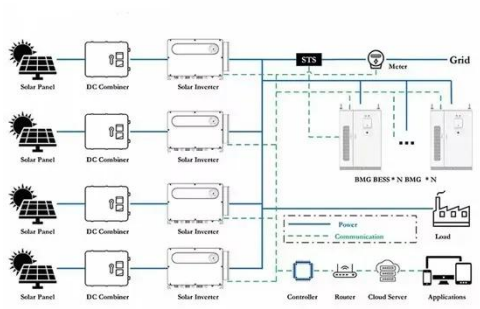 STS
Meter
Grid
Solar Panel
DC Combiner
Solar Inverter
Solar Panel
DC Combiner
Solar Inverter
BMG BESS * N BMG * N
Solar Panel
DC Combiner
Solar Inverter
Power
Communication
Load
Solar Panel
DC Combiner
Solar Inverter
Controller
Router
Cloud Server
Applications